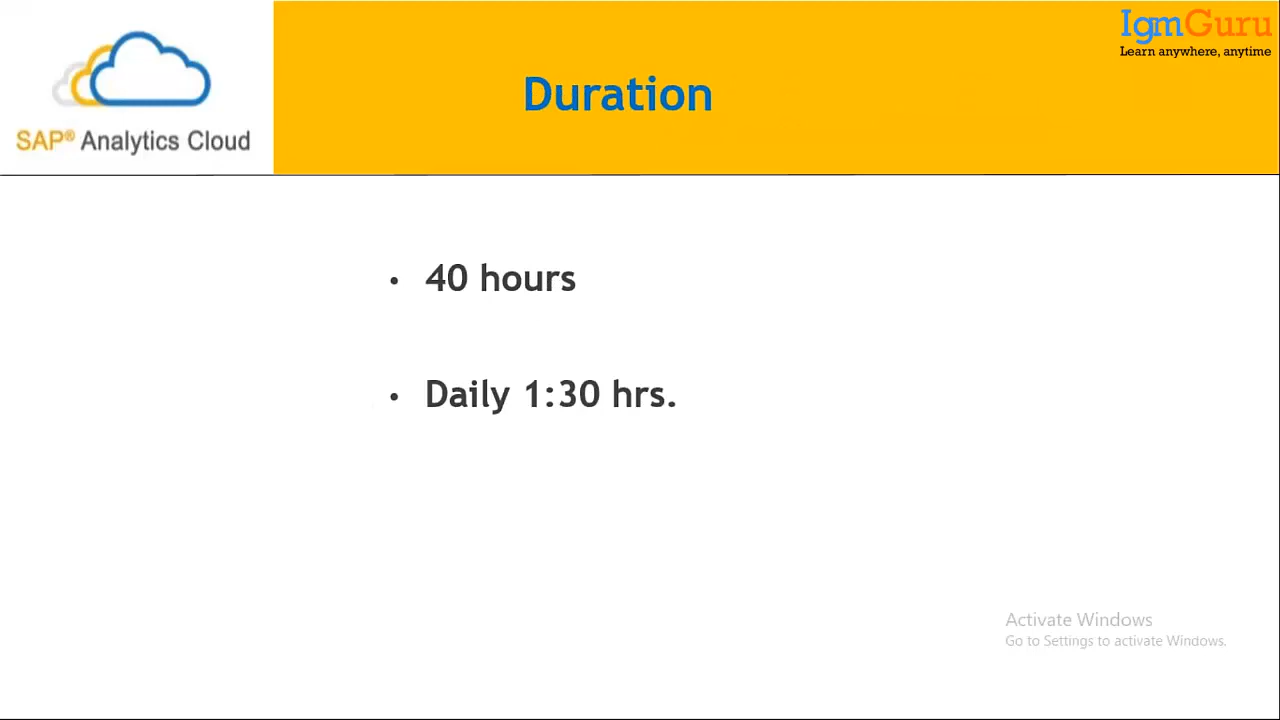 IgmGuru
Learn anywhere, anytime
Duration
SAP® Analytics Cloud
• 40 hours
• Daily 1:30 hrs.
Activate Windows
Go to Settings to activate Windows.